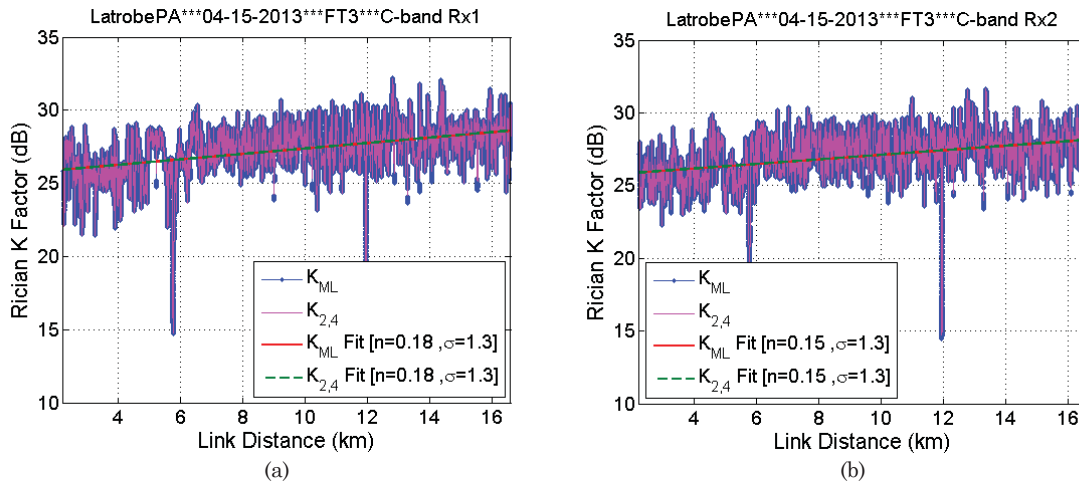 LatrobePA***04-15-2013***FT3***C-band Rx1
35
30
25
20
15
10
Rician K Factor (dB)
K_ML
K_2,4
K_ML Fit [n=0.18 ,σ=1.3]
K_2,4 Fit [n=0.18 ,σ=1.3]
4 6 8 10 12 14 16
Link Distance (km)
(a)
LatrobePA***04-15-2013***FT3***C-band Rx2
35
30
25
20
15
10
Rician K Factor (dB)
K_ML
K_2,4
K_ML Fit [n=0.15 ,σ=1.3]
K_2,4 Fit [n=0.15 ,σ=1.3]
4 6 8 10 12 14 16
Link Distance (km)
(b)